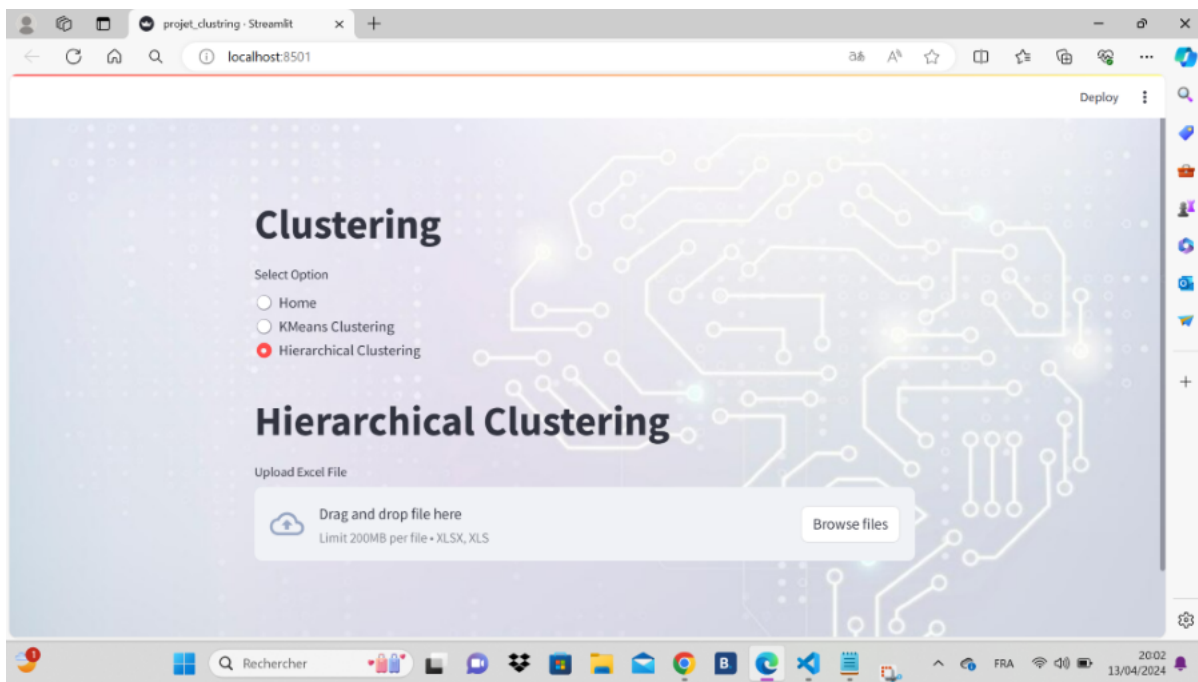 projet_clustring · Streamlit
localhost:8501
Deploy
Clustering
Select Option
Home
KMeans Clustering
Hierarchical Clustering
Hierarchical Clustering
Upload Excel File
Drag and drop file here
Limit 200MB per file • XLSX, XLS
Browse files
1
Rechercher
B.
FRA
20:02
13/04/2024